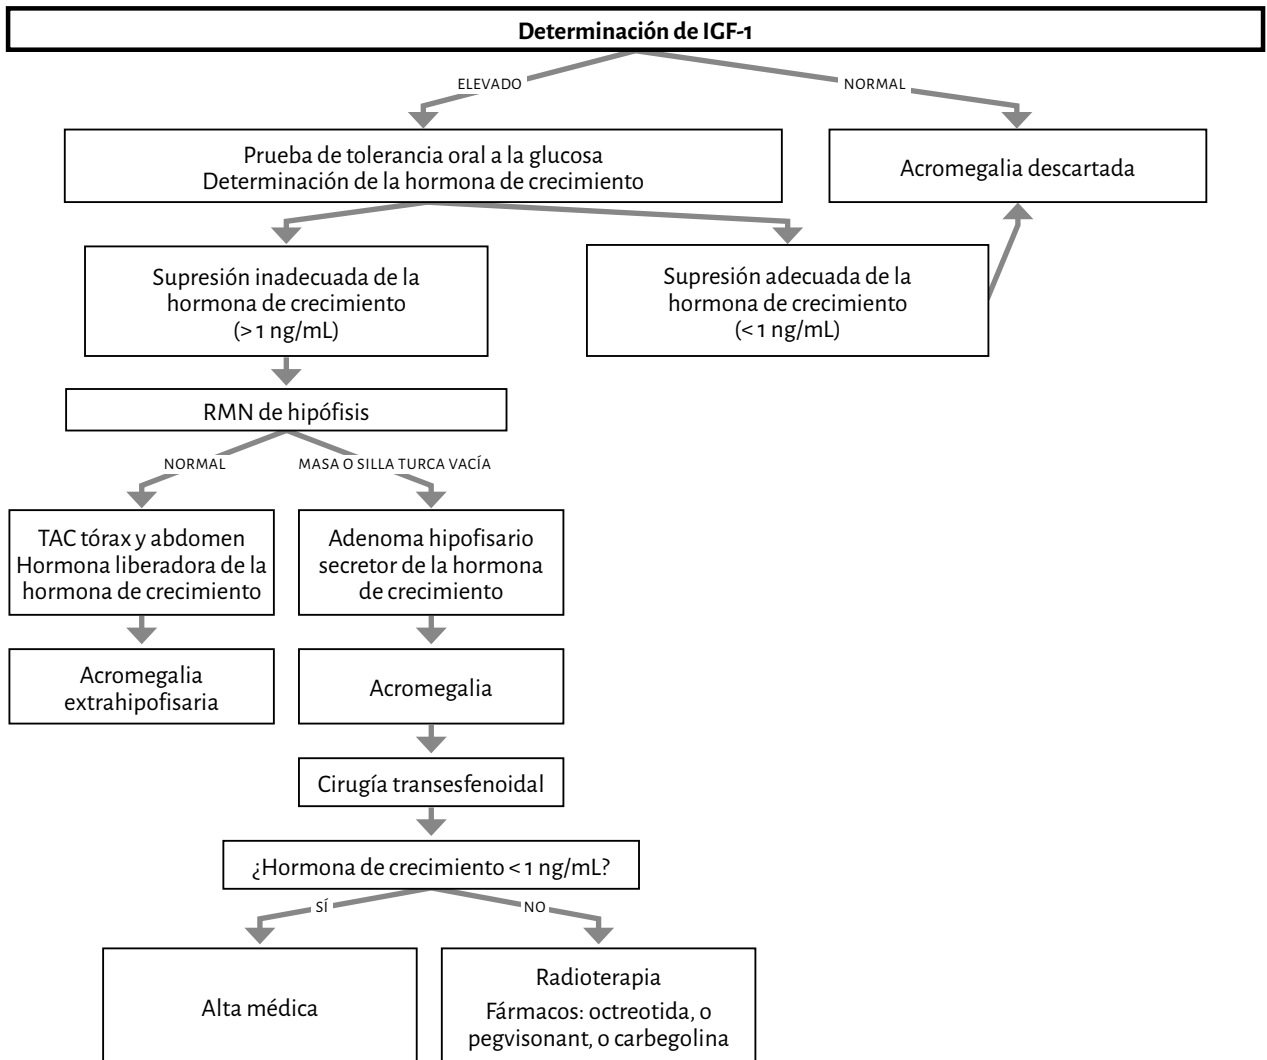 Determinación de IGF-1
ELEVADO
NORMAL
Prueba de tolerancia oral a la glucosa
Determinación de la hormona de crecimiento
Acromegalia descartada
Supresión inadecuada de la
hormona de crecimiento
(> 1 ng/mL)
Supresión adecuada de la
hormona de crecimiento
(< 1 ng/mL)
RMN de hipófisis
NORMAL
MASA O SILLA TURCA VACÍA
TAC tórax y abdomen
Hormona liberadora de la
hormona de crecimiento
Adenoma hipofisario
secretor de la hormona
de crecimiento
Acromegalia
extrahipofisaria
Acromegalia
Cirugía transesfenoidal
¿Hormona de crecimiento < 1 ng/mL?
SÍ
NO
Alta médica
Radioterapia
Fármacos: octreotida, o
pegvisonant, o carbegolina